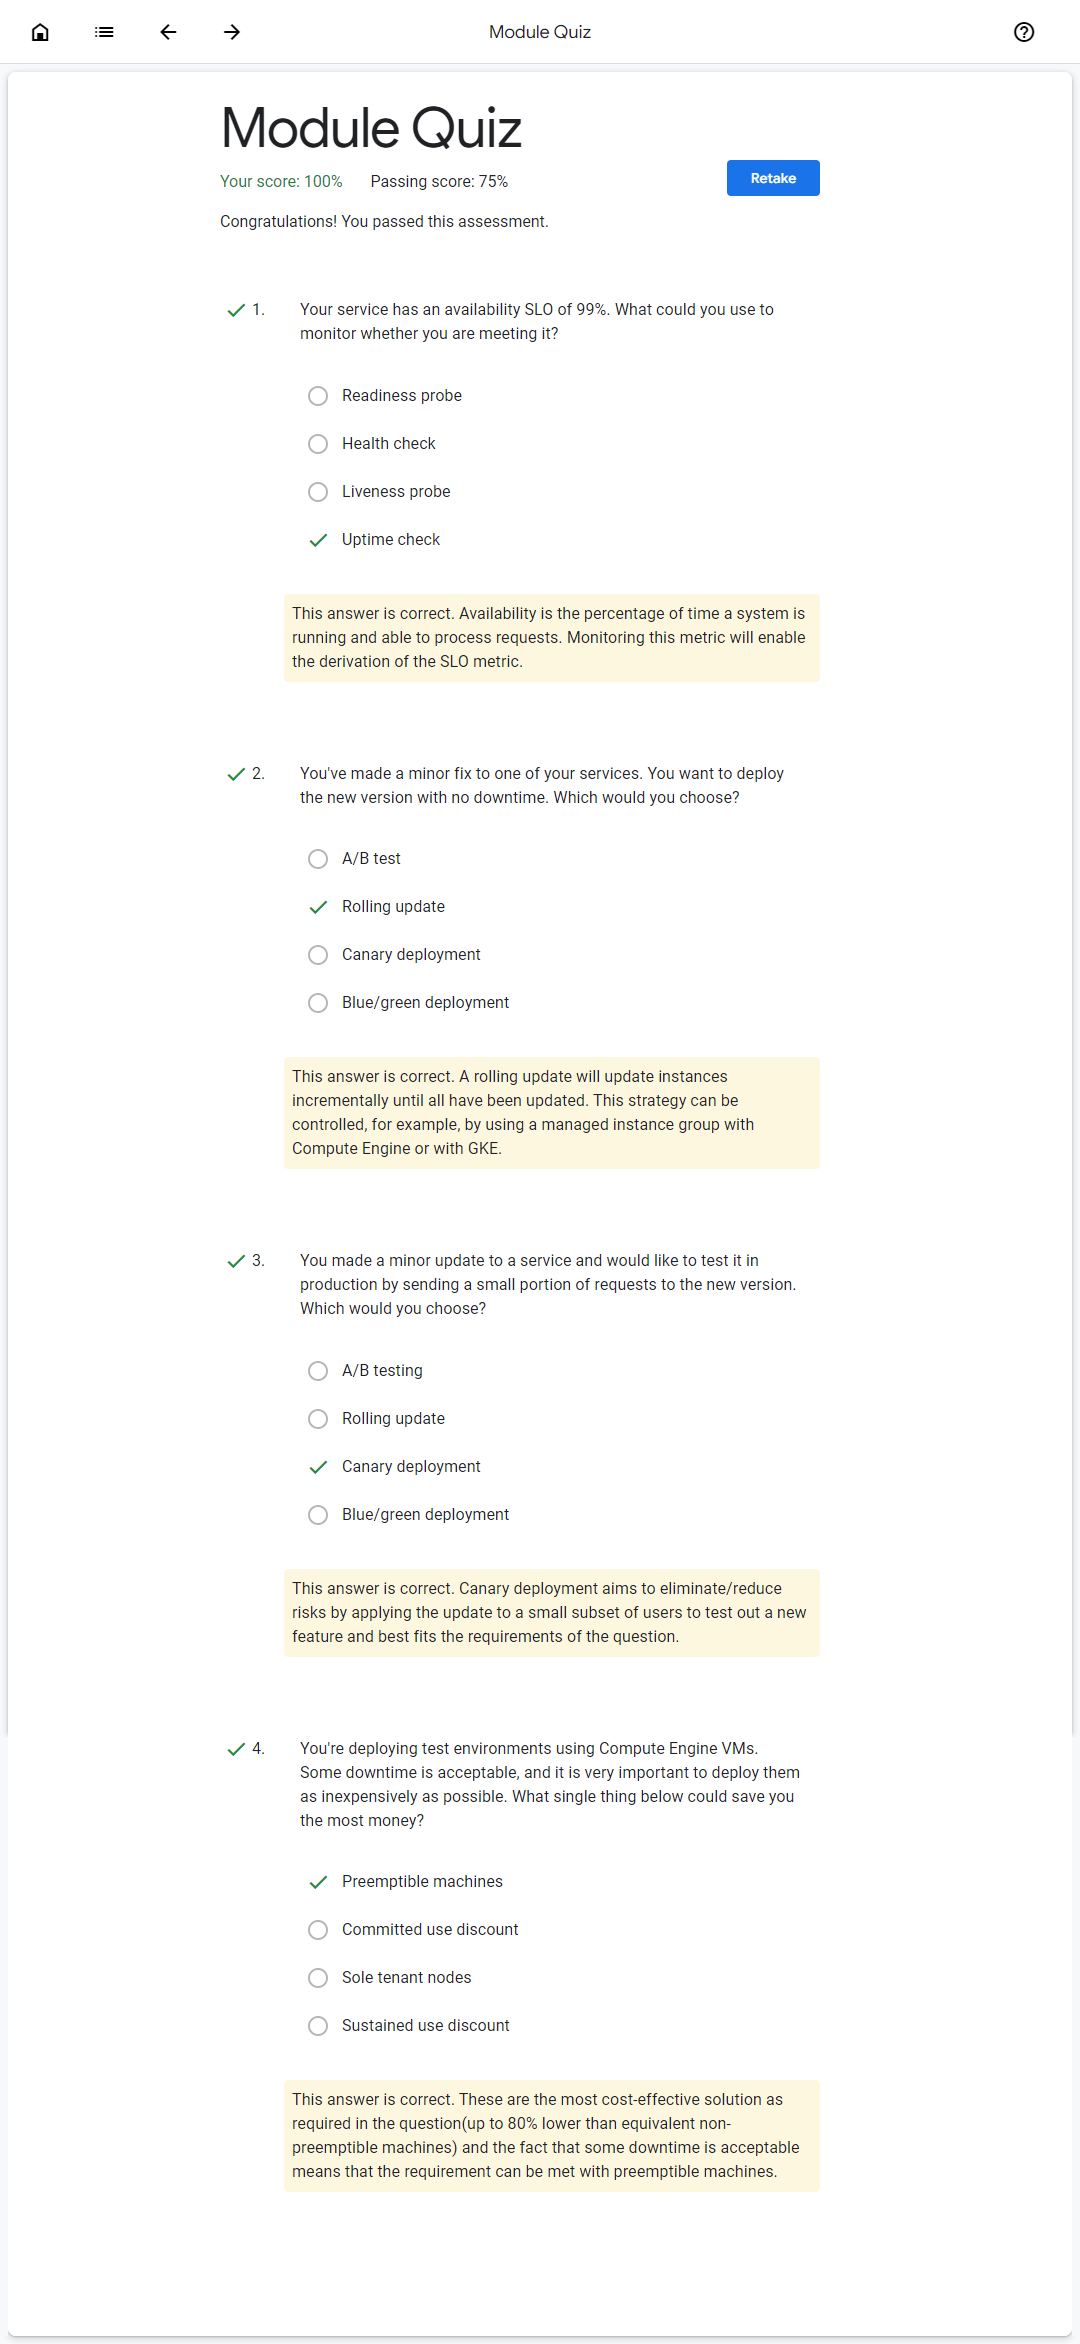 Module Quiz
Module Quiz
Your score: 100% Passing score: 75%
Retake
Congratulations! You passed this assessment.
1. Your service has an availability SLO of 99%. What could you use to
monitor whether you are meeting it?
Readiness probe
Health check
Liveness probe
Uptime check
This answer is correct. Availability is the percentage of time a system is
running and able to process requests. Monitoring this metric will enable
the derivation of the SLO metric.
2. You've made a minor fix to one of your services. You want to deploy
the new version with no downtime. Which would you choose?
A/B test
Rolling update
Canary deployment
Blue/green deployment
This answer is correct. A rolling update will update instances
incrementally until all have been updated. This strategy can be
controlled, for example, by using a managed instance group with
Compute Engine or with GKE.
3. You made a minor update to a service and would like to test it in
production by sending a small portion of requests to the new version.
Which would you choose?
A/B testing
Rolling update
Canary deployment
Blue/green deployment
This answer is correct. Canary deployment aims to eliminate/reduce
risks by applying the update to a small subset of users to test out a new
feature and best fits the requirements of the question.
4. You're deploying test environments using Compute Engine VMs.
Some downtime is acceptable, and it is very important to deploy them
as inexpensively as possible. What single thing below could save you
the most money?
Preemptible machines
Committed use discount
Sole tenant nodes
Sustained use discount
This answer is correct. These are the most cost-effective solution as
required in the question(up to 80% lower than equivalent non-
preemptible machines) and the fact that some downtime is acceptable
means that the requirement can be met with preemptible machines.